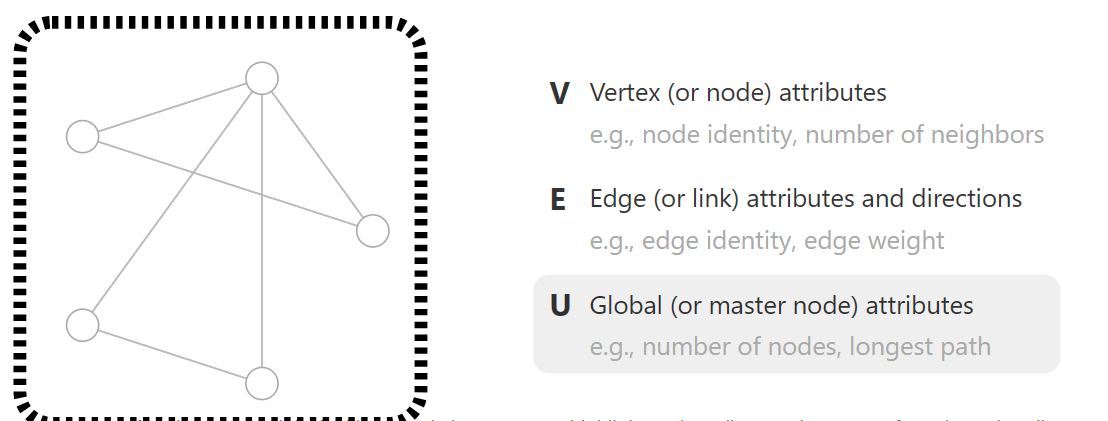 V Vertex (or node) attributes
e.g., node identity, number of neighbors
E Edge (or link) attributes and directions
e.g., edge identity, edge weight
U Global (or master node) attributes
e.g., number of nodes, longest path